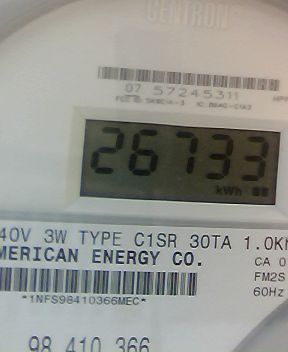 CENTRON
07 57245311
26733
kWh
40V 3W TYPE C1SR 30TA 1.0K
MERICAN ENERGY CO.
CA 0
FM2S
60Hz
*1NFS98410366MEC*
98 410 366